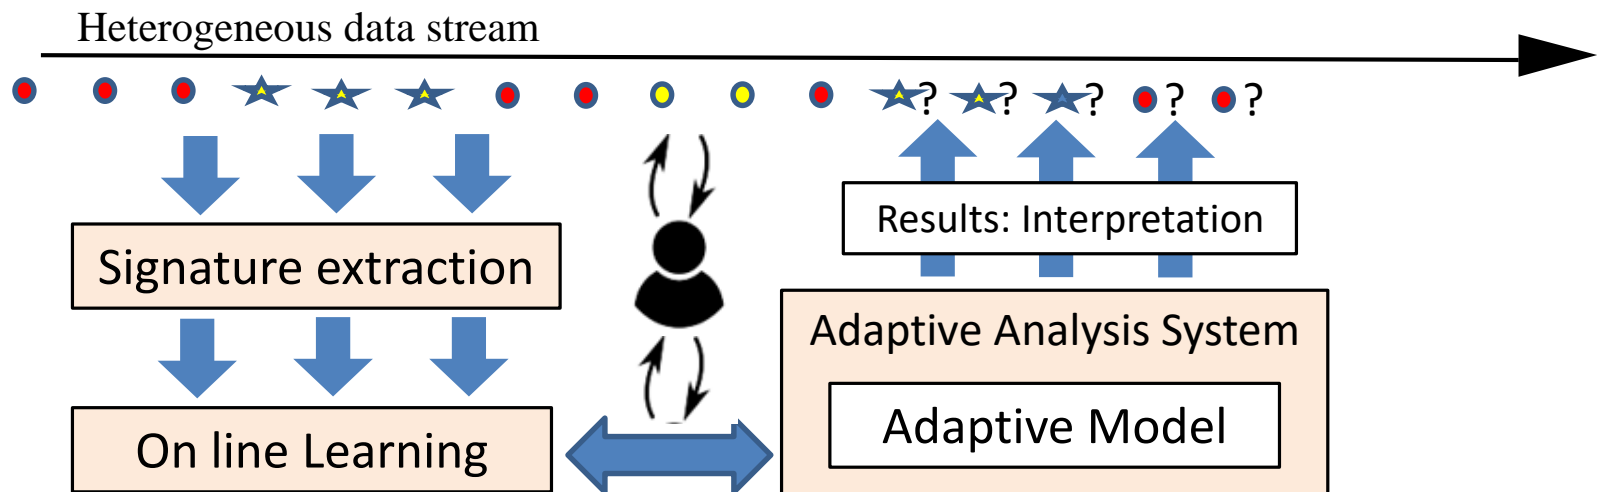 Heterogeneous data stream
? ? ? ? ?
Results: Interpretation
Signature extraction
Adaptive Analysis System
Adaptive Model
On line Learning